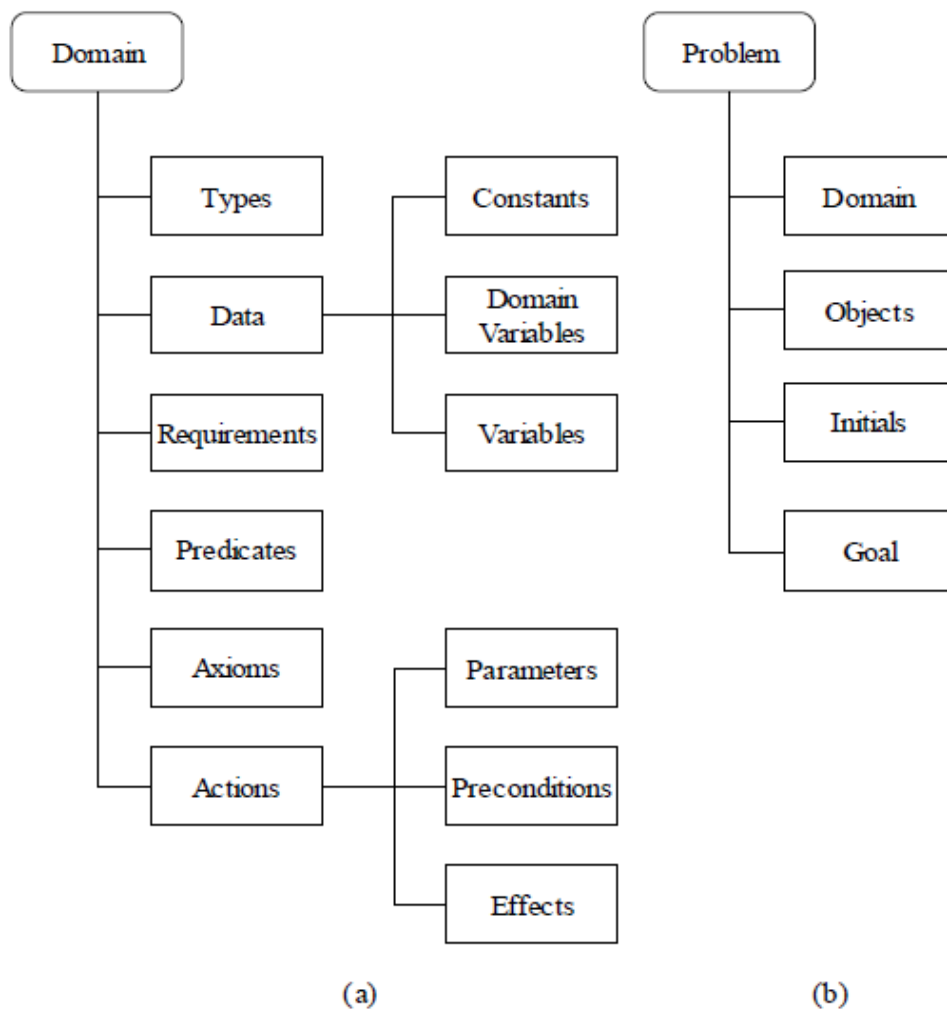 Domain
Problem
Types
Constants
Domain
Data
Domain
Variables
Objects
Requirements
Variables
Initials
Predicates
Goal
Axioms
Parameters
Actions
Preconditions
Effects
(a)
(b)